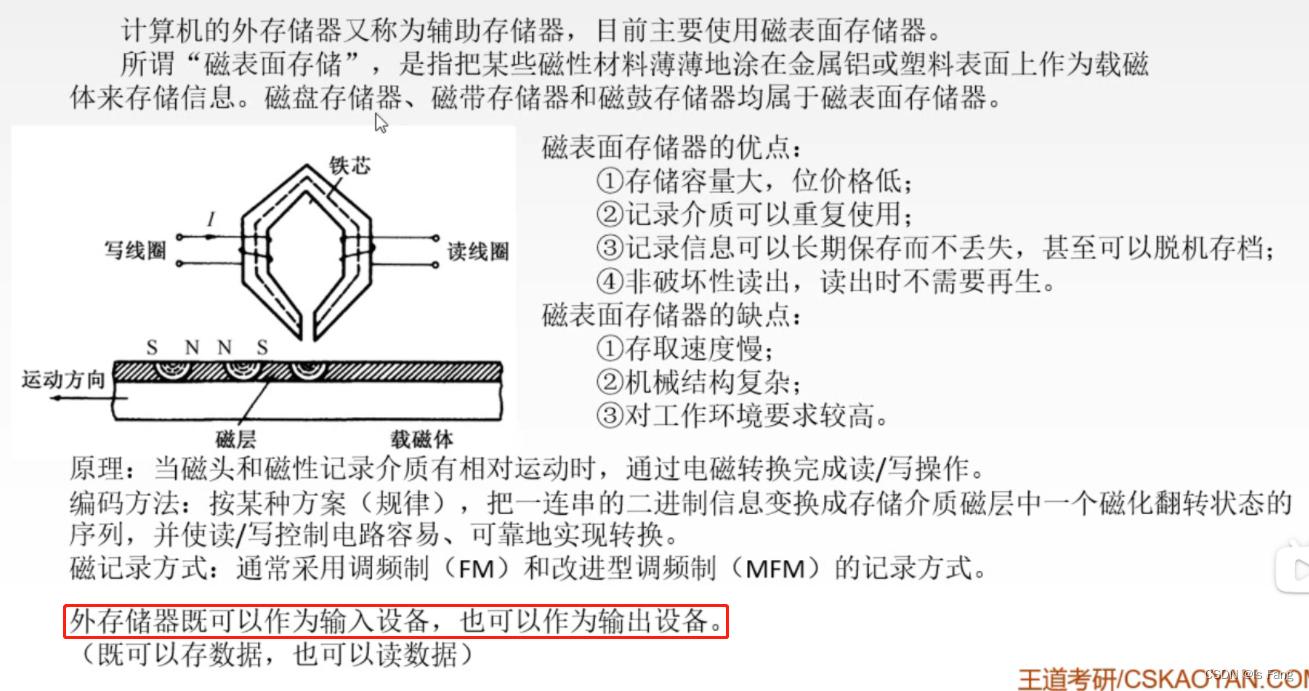 计算机的外存储器又称为辅助存储器，目前主要使用磁表面存储器。
所谓“磁表面存储”，是指把某些磁性材料薄薄地涂在金属铝或塑料表面上作为载磁
体来存储信息。磁盘存储器、磁带存储器和磁鼓存储器均属于磁表面存储器。
铁芯
I
写线圈
读线圈
S N N S
运动方向
磁层
载磁体
磁表面存储器的优点：
①存储容量大，位价格低；
②记录介质可以重复使用；
③记录信息可以长期保存而不丢失，甚至可以脱机存档；
④非破坏性读出，读出时不需要再生。
磁表面存储器的缺点：
①存取速度慢；
②机械结构复杂；
③对工作环境要求较高。
原理：当磁头和磁性记录介质有相对运动时，通过电磁转换完成读/写操作。
编码方法：按某种方案（规律），把一连串的二进制信息变换成存储介质磁层中一个磁化翻转状态的
序列，并使读/写控制电路容易、可靠地实现转换。
磁记录方式：通常采用调频制（FM）和改进型调频制（MFM）的记录方式。
外存储器既可以作为输入设备，也可以作为输出设备。
（既可以存数据，也可以读数据）
王道考研/CSKAOYAN.COM
CSDN @is Fang